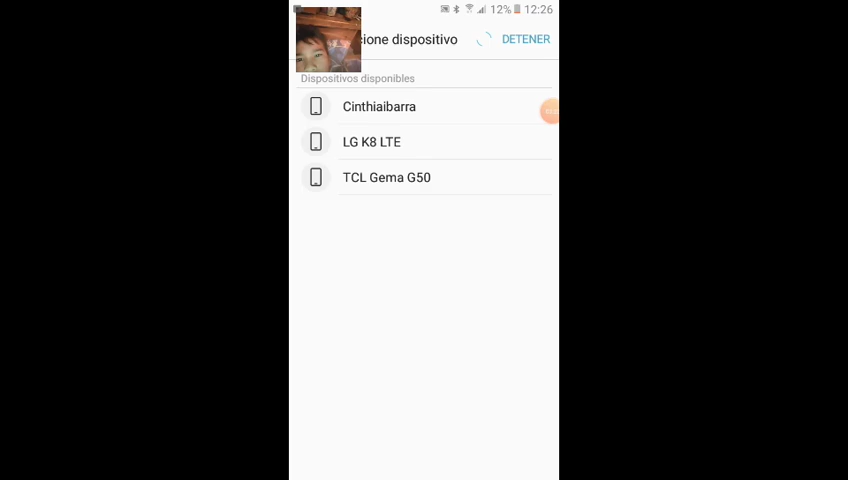 12% 12:26
cione dispositivo DETENER
Dispositivos disponibles
Cinthiaibarra
LG K8 LTE
TCL Gema G50